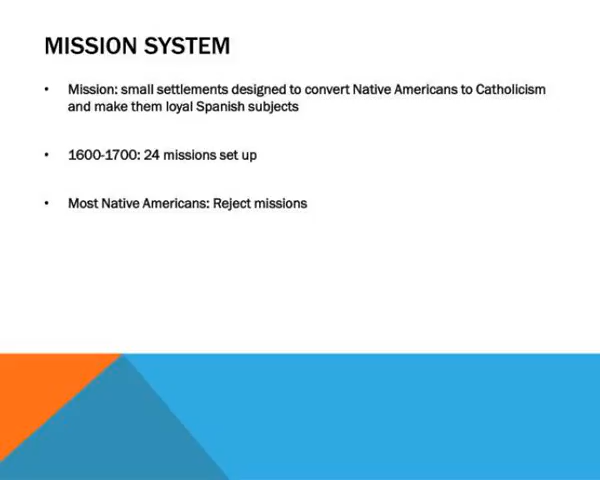 MISSION SYSTEM
• Mission: small settlements designed to convert Native Americans to Catholicism
and make them loyal Spanish subjects
• 1600-1700: 24 missions set up
• Most Native Americans: Reject missions